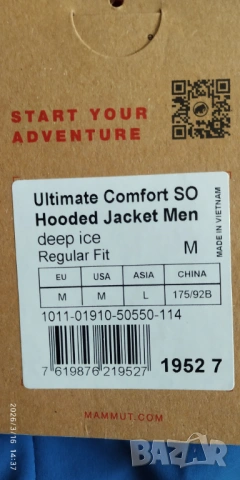 START YOUR
ADVENTURE
Ultimate Comfort SO
Hooded Jacket Men
deep ice
Regular Fit
M
MADE IN VIETNAM
EU USA ASIA CHINA
M M L 175/92B
1011-01910-50550-114
7 619876 219527
1952 7
MAMMUT.COM
2026/3/16 14:37
BAZAR